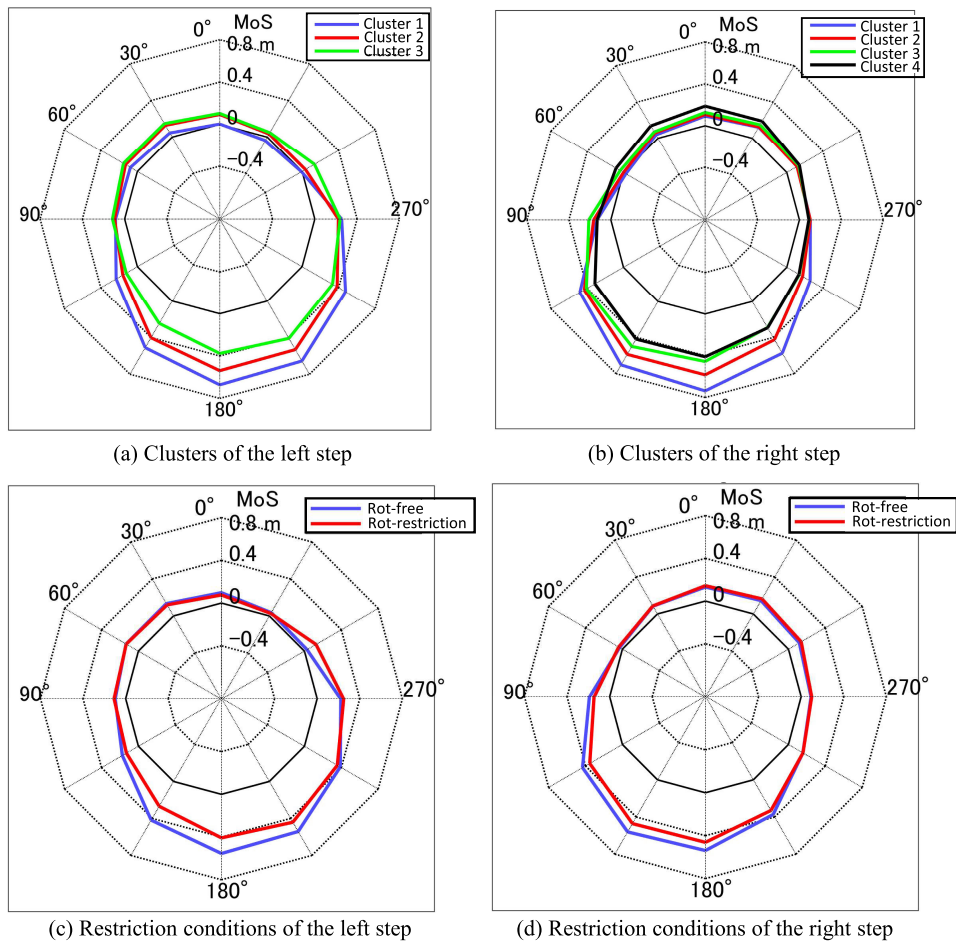 MoS
Cluster 1
Cluster 2
Cluster 3
0°
0.8 m
30°
0.4
60°
0
−0.4
90°
270°
180°
(a) Clusters of the left step
MoS
Cluster 1
Cluster 2
Cluster 3
Cluster 4
0°
0.8 m
30°
0.4
60°
0
−0.4
90°
270°
180°
(b) Clusters of the right step
MoS
Rot-free
Rot-restriction
0°
0.8 m
30°
0.4
60°
0
−0.4
90°
270°
180°
(c) Restriction conditions of the left step
MoS
Rot-free
Rot-restriction
0°
0.8 m
30°
0.4
60°
0
−0.4
90°
270°
180°
(d) Restriction conditions of the right step